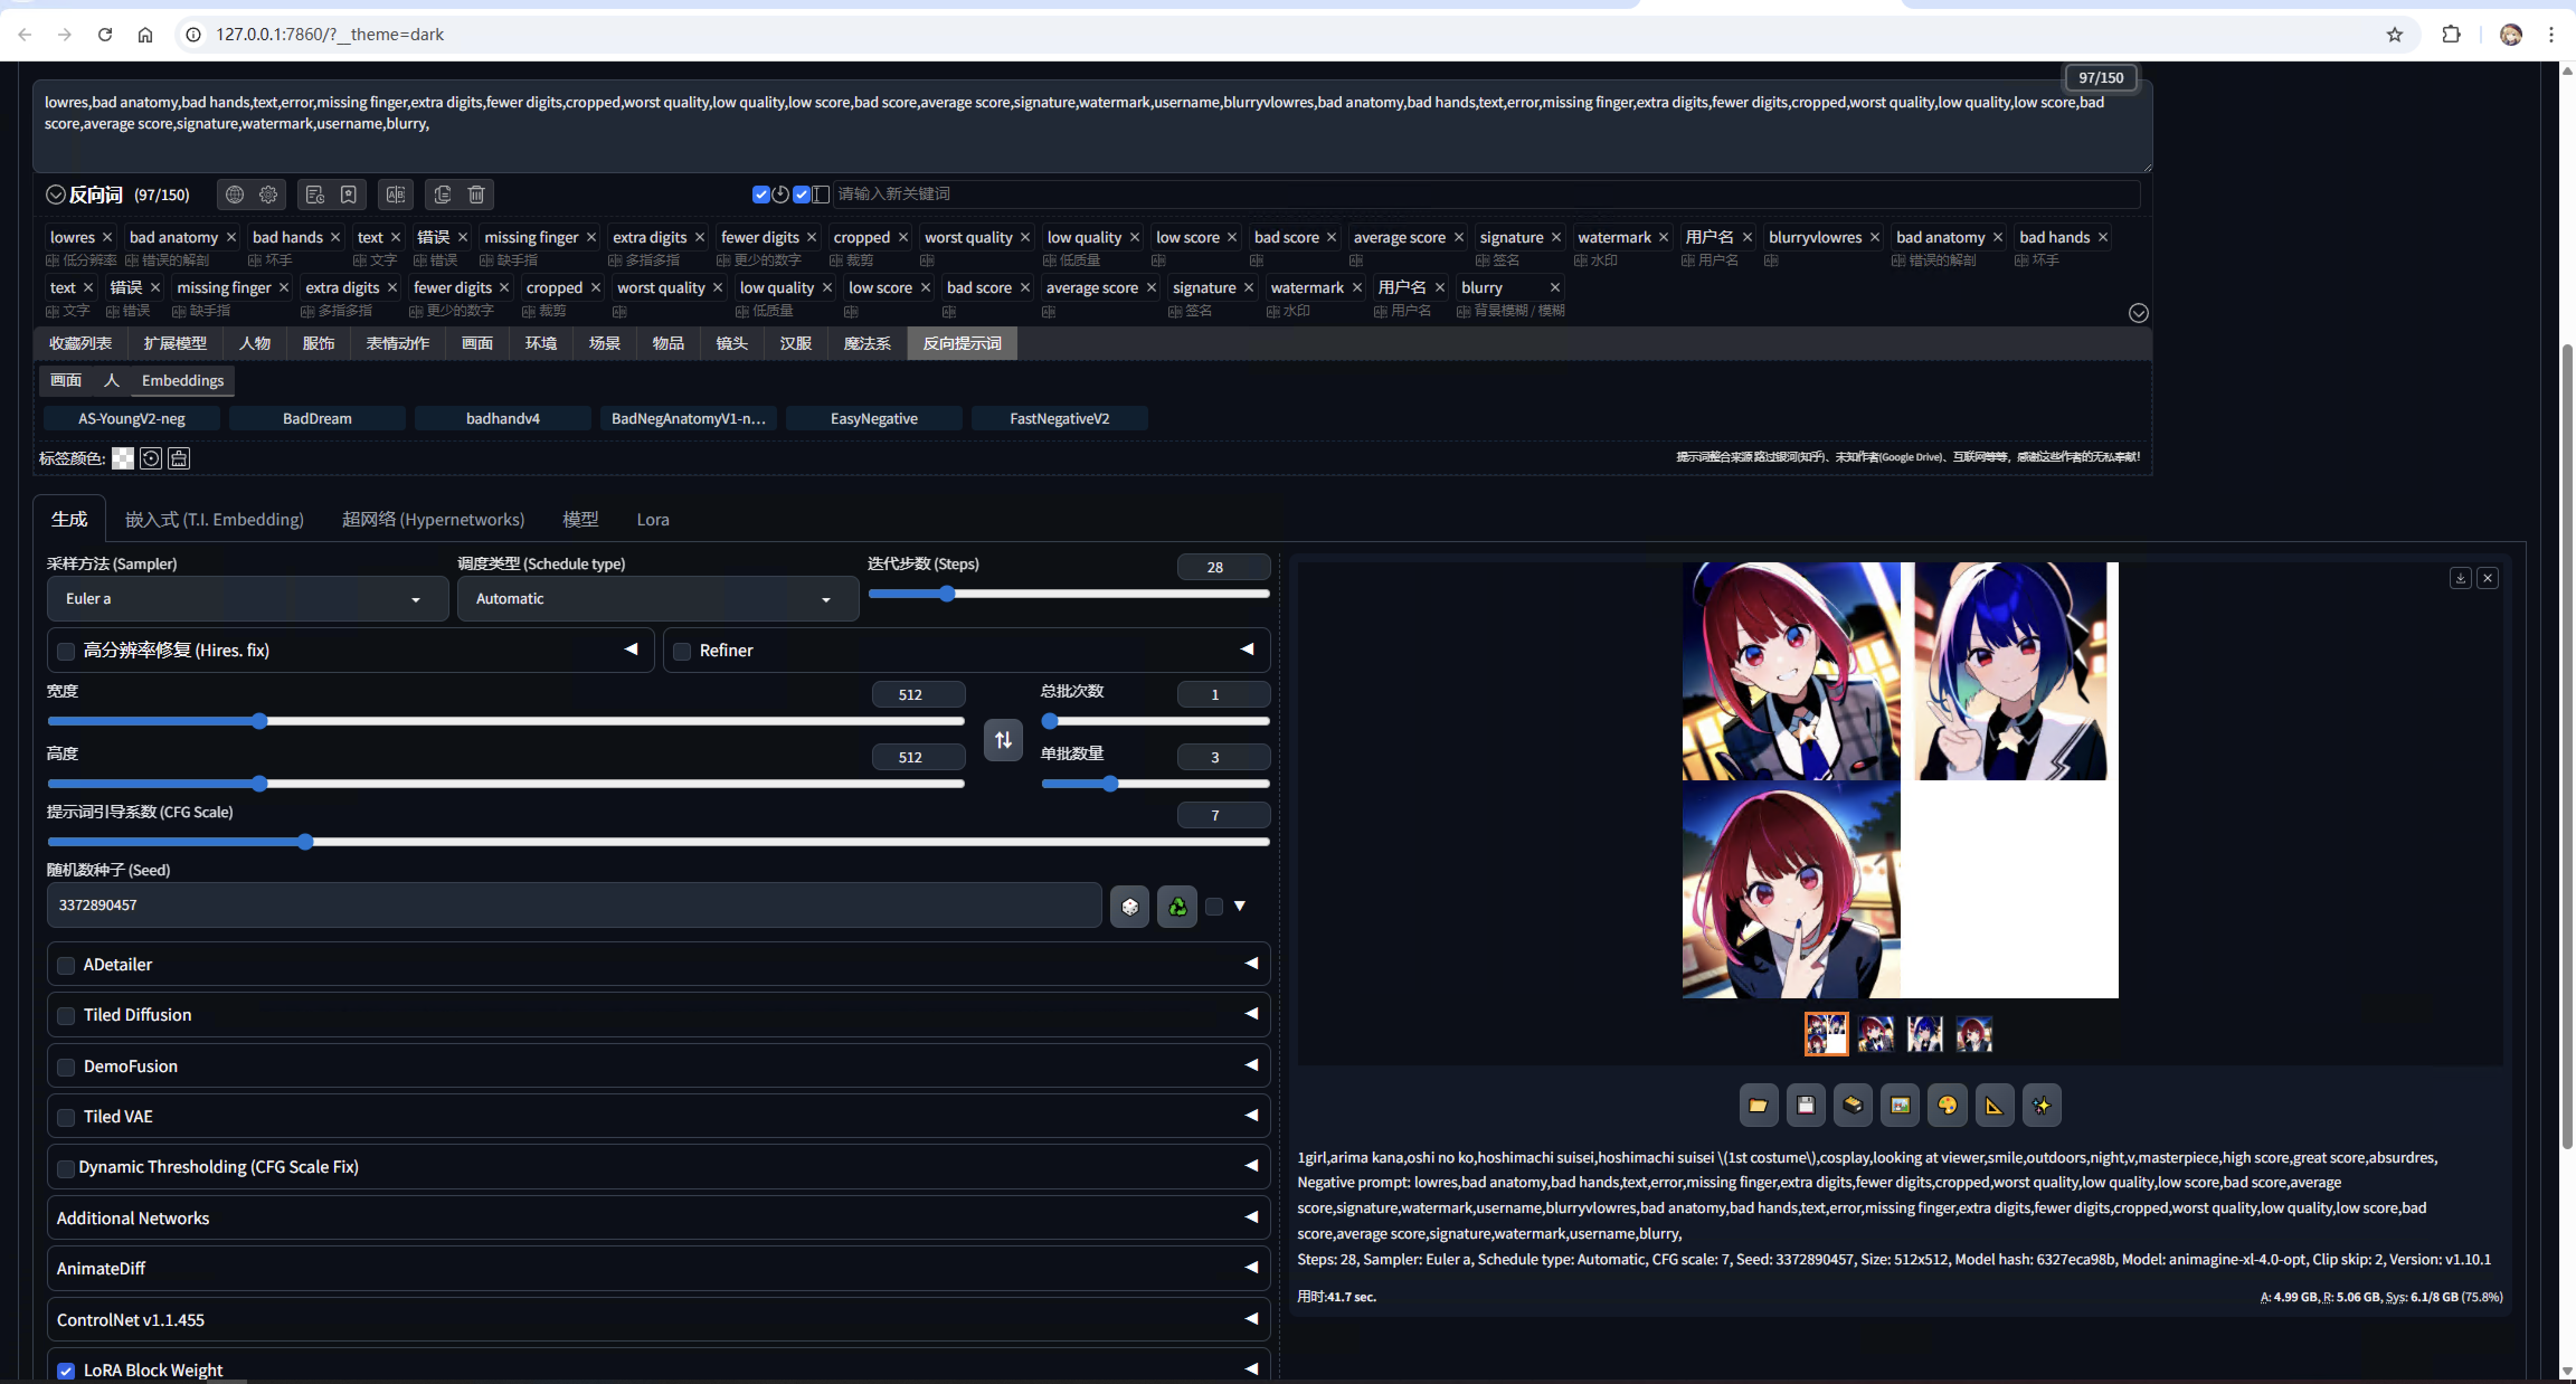 127.0.0.1:7860/?__theme=dark
97/150
lowres,bad anatomy,bad hands,text,error,missing finger,extra digits,fewer digits,cropped,worst quality,low quality,low score,bad score,average score,signature,watermark,username,blurryvlowres,bad anatomy,bad hands,text,error,missing finger,extra digits,fewer digits,cropped,worst quality,low quality,low score,bad
score,average score,signature,watermark,username,blurry,
反向词 (97/150) 请输入新关键词
lowres × bad anatomy × bad hands × text × 错误 × missing finger × extra digits × fewer digits × cropped × worst quality × low quality × low score × bad score × average score × signature × watermark × 用户名 × blurryvlowres × bad anatomy × bad hands ×
低分辨率 错误的解剖 坏手 文字 错误 缺手指 多指多指 更少的数字 裁剪 低质量 签名 水印 用户名 错误的解剖 坏手
text × 错误 × missing finger × extra digits × fewer digits × cropped × worst quality × low quality × low score × bad score × average score × signature × watermark × 用户名 × blurry ×
文字 错误 缺手指 多指多指 更少的数字 裁剪 低质量 签名 水印 用户名 背景模糊 / 模糊
收藏列表 扩展模型 人物 服饰 表情动作 画面 环境 场景 物品 镜头 汉服 魔法系 反向提示词
画面 人 Embeddings
AS-YoungV2-neg BadDream badhandv4 BadNegAnatomyV1-n... EasyNegative FastNegativeV2
标签颜色: 提示词整合来源 路过银河(知乎)、未知作者(Google Drive)、互联网等等，感谢这些作者的无私奉献！
生成 嵌入式 (T.I. Embedding) 超网络 (Hypernetworks) 模型 Lora
采样方法 (Sampler) 调度类型 (Schedule type) 迭代步数 (Steps) 28
Euler a Automatic
高分辨率修复 (Hires. fix) Refiner
宽度 512 总批次数 1
高度 512 单批数量 3
提示词引导系数 (CFG Scale) 7
随机数种子 (Seed)
3372890457
ADetailer
Tiled Diffusion
DemoFusion
Tiled VAE
Dynamic Thresholding (CFG Scale Fix)
Additional Networks
AnimateDiff
ControlNet v1.1.455
LoRA Block Weight
1girl,arima kana,oshi no ko,hoshimachi suisei,hoshimachi suisei \(1st costume\),cosplay,looking at viewer,smile,outdoors,night,v,masterpiece,high score,great score,absurdres,
Negative prompt: lowres,bad anatomy,bad hands,text,error,missing finger,extra digits,fewer digits,cropped,worst quality,low quality,low score,bad score,average
score,signature,watermark,username,blurryvlowres,bad anatomy,bad hands,text,error,missing finger,extra digits,fewer digits,cropped,worst quality,low quality,low score,bad
score,average score,signature,watermark,username,blurry,
Steps: 28, Sampler: Euler a, Schedule type: Automatic, CFG scale: 7, Seed: 3372890457, Size: 512x512, Model hash: 6327eca98b, Model: animagine-xl-4.0-opt, Clip skip: 2, Version: v1.10.1
用时:41.7 sec. A: 4.99 GB, R: 5.06 GB, Sys: 6.1/8 GB (75.8%)